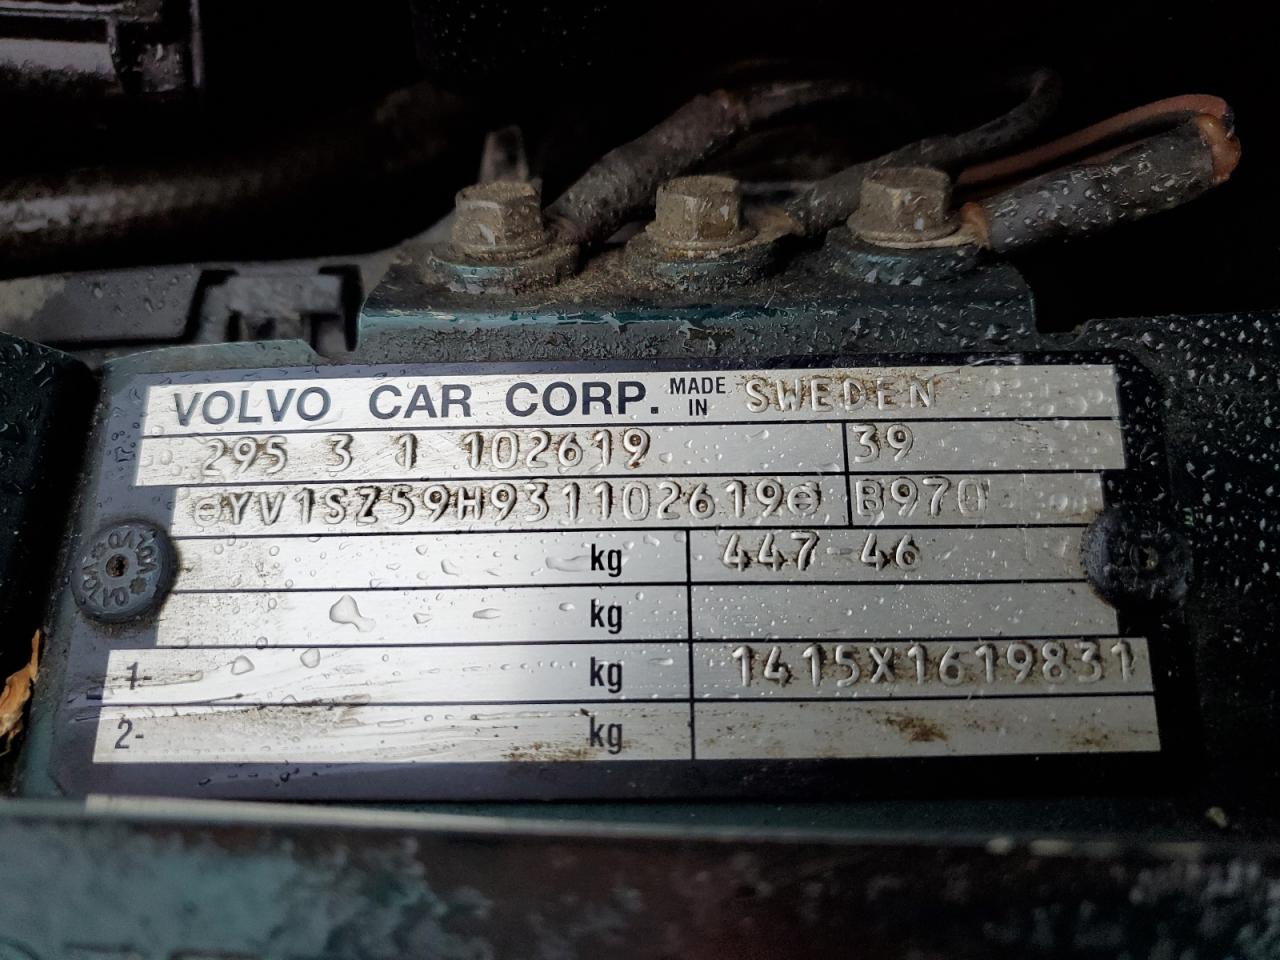 VOLVO CAR CORP. MADE IN SWEDEN
295 3 1 102619 39
eYV1SZ59H931102619e B970
kg 447-46
kg
1- kg 1415X1619831
2- kg